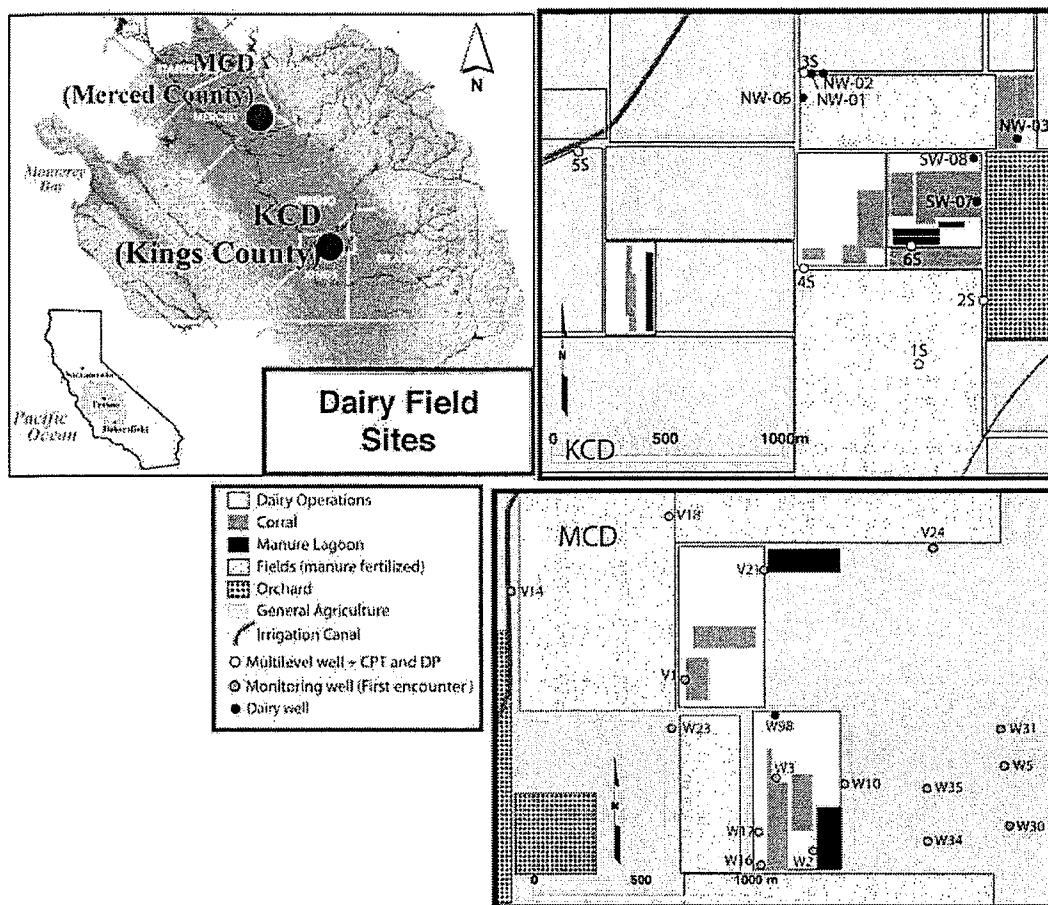 MCD
(Merced County)
N
Monterey
Bay
KCD
(Kings County)
Pacific
Ocean
Dairy Field
Sites
3S
NW-02
NW-06
NW-01
NW-03
5S
SW-08
SW-07
6S
4S
2S
1S
N
0
500
1000m
KCD
Dairy Operations
Corral
Manure Lagoon
Fields (manure fertilized)
Orchard
General Agriculture
Irrigation Canal
Multilevel well + CPT and DP
Monitoring well (First encounter)
Dairy well
V18
MCD
V24
V21
V14
V1
W23
W98
W31
W3
W5
W10
W35
W17
W30
W34
W2
W16
0
500
1000 m